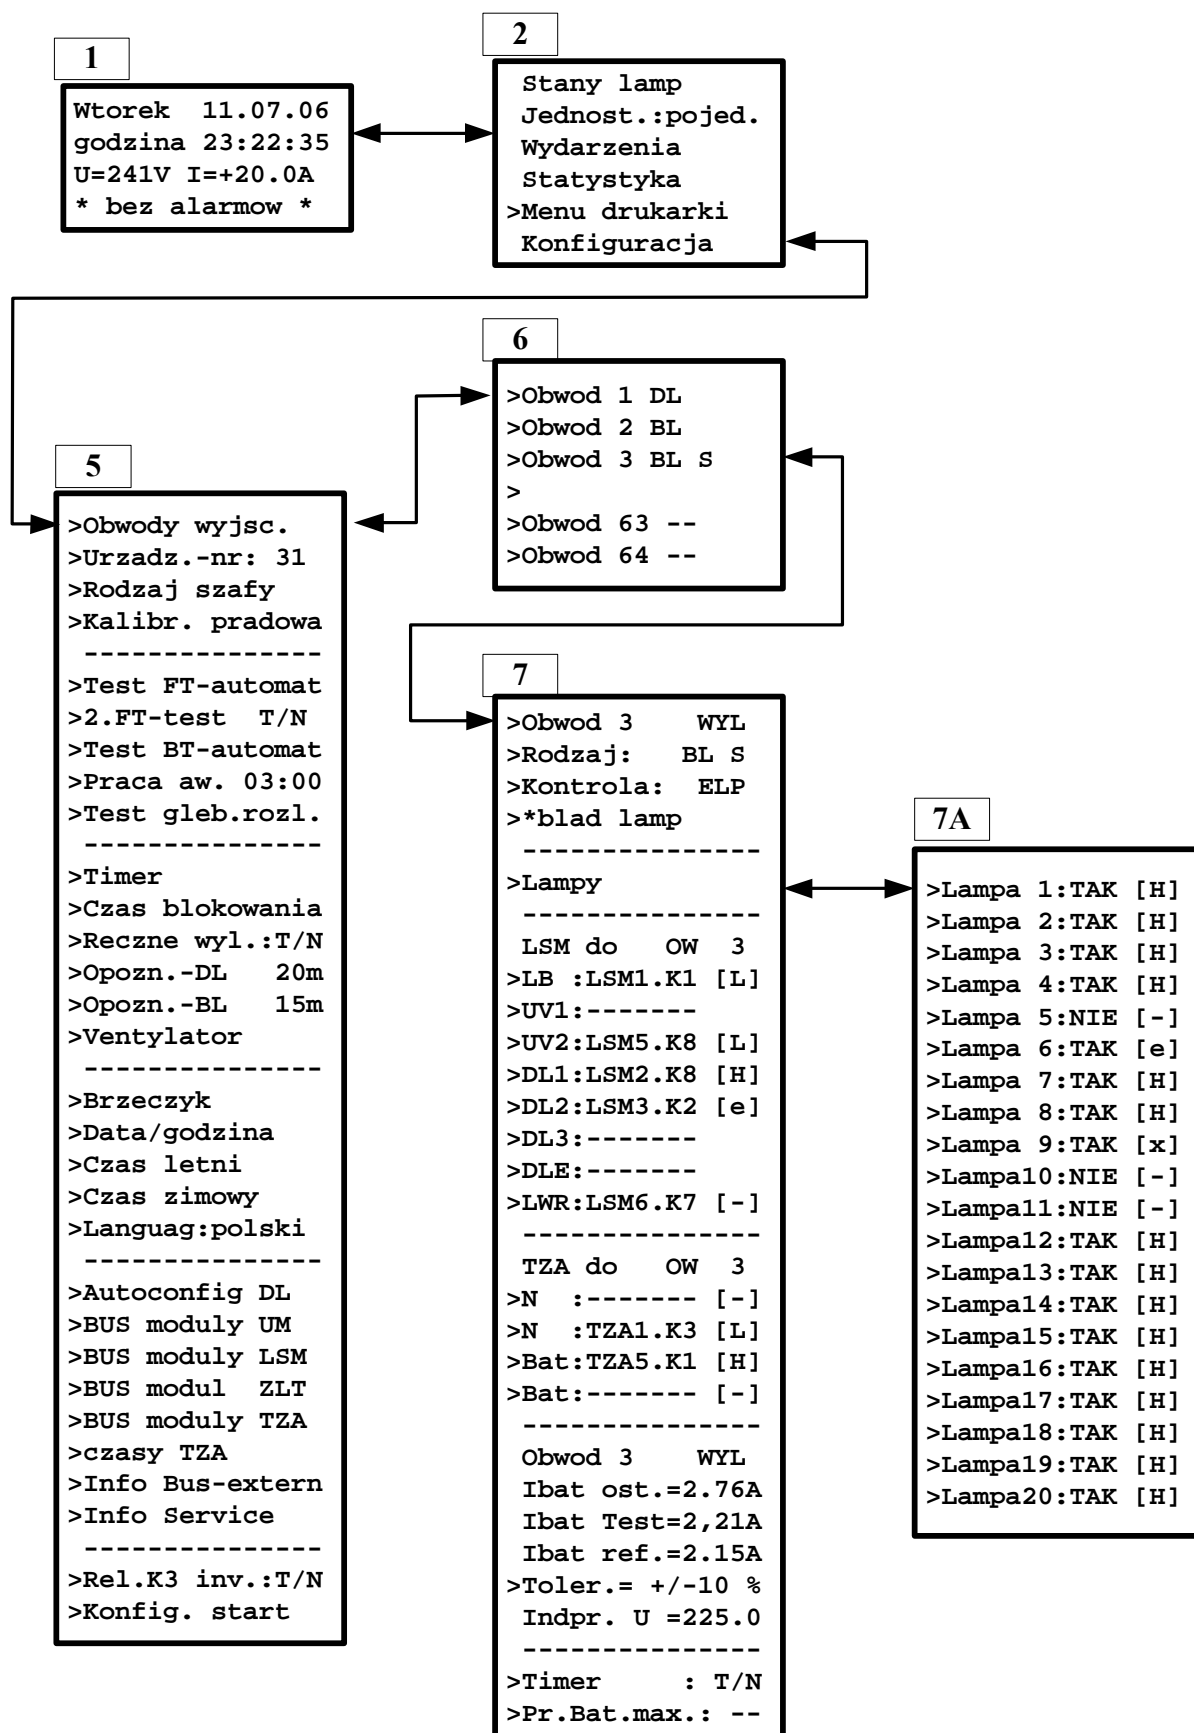 1
Wtorek 11.07.06
godzina 23:22:35
U=241V I=+20.0A
* bez alarmow *
2
Stany lamp
Jednost.:pojed.
Wydarzenia
Statystyka
>Menu drukarki
Konfiguracja
5
>Obwody wyjsc.
>Urzadz.-nr: 31
>Rodzaj szafy
>Kalibr. pradowa
---------------
>Test FT-automat
>2.FT-test T/N
>Test BT-automat
>Praca aw. 03:00
>Test gleb.rozl.
---------------
>Timer
>Czas blokowania
>Reczne wyl.:T/N
>Opozn.-DL 20m
>Opozn.-BL 15m
>Ventylator
---------------
>Brzeczyk
>Data/godzina
>Czas letni
>Czas zimowy
>Languag:polski
---------------
>Autoconfig DL
>BUS moduly UM
>BUS moduly LSM
>BUS modul ZLT
>BUS moduly TZA
>czasy TZA
>Info Bus-extern
>Info Service
---------------
>Rel.K3 inv.:T/N
>Konfig. start
6
>Obwod 1 DL
>Obwod 2 BL
>Obwod 3 BL S
>
>Obwod 63 --
>Obwod 64 --
7
>Obwod 3 WYL
>Rodzaj: BL S
>Kontrola: ELP
>*blad lamp
---------------
>Lampy
---------------
LSM do OW 3
>LB :LSM1.K1 [L]
>UV1:-------
>UV2:LSM5.K8 [L]
>DL1:LSM2.K8 [H]
>DL2:LSM3.K2 [e]
>DL3:-------
>DLE:-------
>LWR:LSM6.K7 [-]
---------------
TZA do OW 3
>N :------- [-]
>N :TZA1.K3 [L]
>Bat:TZA5.K1 [H]
>Bat:------- [-]
---------------
Obwod 3 WYL
Ibat ost.=2.76A
Ibat Test=2,21A
Ibat ref.=2.15A
>Toler.= +/-10 %
Indpr. U =225.0
---------------
>Timer : T/N
>Pr.Bat.max.: --
7A
>Lampa 1:TAK [H]
>Lampa 2:TAK [H]
>Lampa 3:TAK [H]
>Lampa 4:TAK [H]
>Lampa 5:NIE [-]
>Lampa 6:TAK [e]
>Lampa 7:TAK [H]
>Lampa 8:TAK [H]
>Lampa 9:TAK [x]
>Lampa10:NIE [-]
>Lampa11:NIE [-]
>Lampa12:TAK [H]
>Lampa13:TAK [H]
>Lampa14:TAK [H]
>Lampa15:TAK [H]
>Lampa16:TAK [H]
>Lampa17:TAK [H]
>Lampa18:TAK [H]
>Lampa19:TAK [H]
>Lampa20:TAK [H]